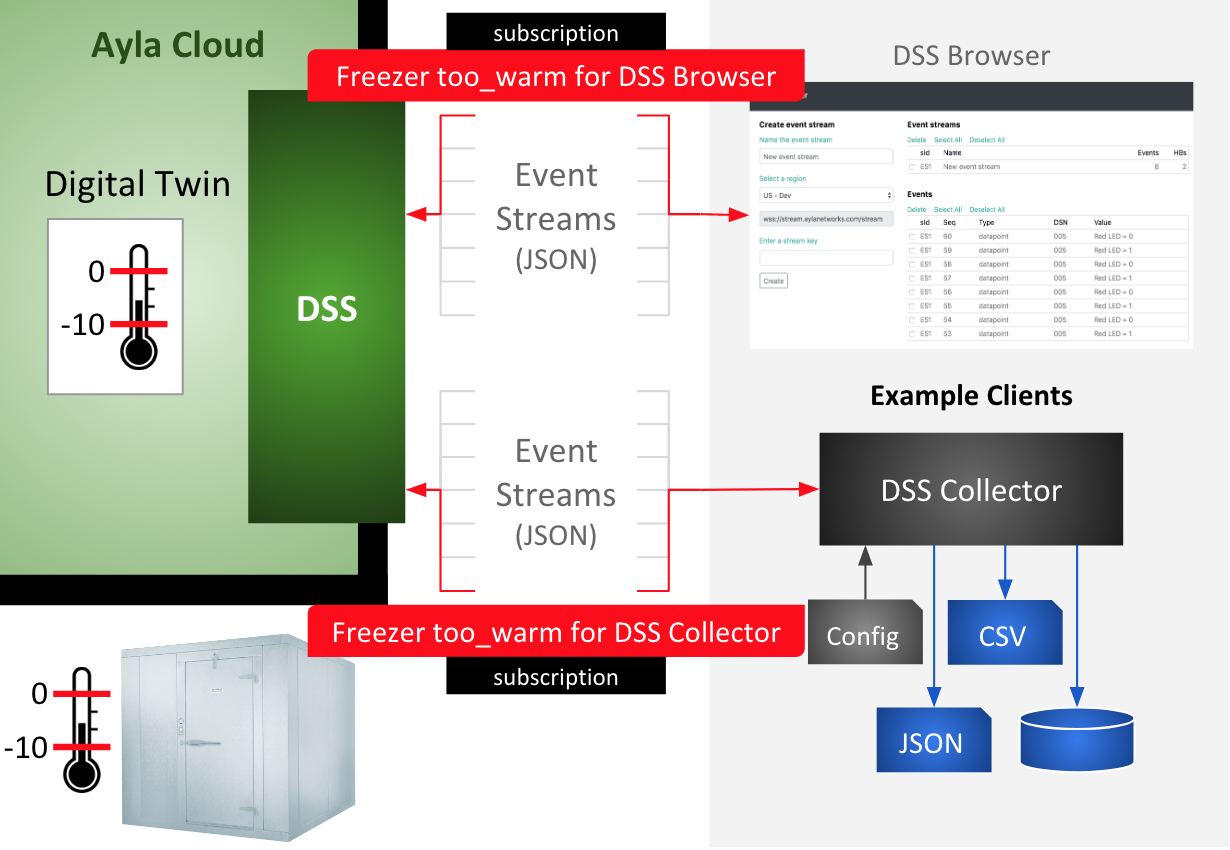 Ayla Cloud
Digital Twin
0
-10
DSS
subscription
Freezer too_warm for DSS Browser
Event
Streams
(JSON)
DSS Browser
Create event stream
Name the event stream
New event stream
Select a region
US - Dev
wss://stream.aylanetworks.com/stream
Enter a stream key
Create
Event streams
Delete Select All Deselect All
sId Name Events HBs
ES1 New event stream 8 2
Events
Delete Select All Deselect All
sId Seq Type DSN Value
ES1 60 datapoint 005 Red LED = 0
ES1 59 datapoint 005 Red LED = 1
ES1 58 datapoint 005 Red LED = 0
ES1 57 datapoint 005 Red LED = 1
ES1 56 datapoint 005 Red LED = 0
ES1 55 datapoint 005 Red LED = 1
ES1 54 datapoint 005 Red LED = 0
ES1 53 datapoint 005 Red LED = 1
Event
Streams
(JSON)
Freezer too_warm for DSS Collector
subscription
0
-10
Example Clients
DSS Collector
Config
CSV
JSON